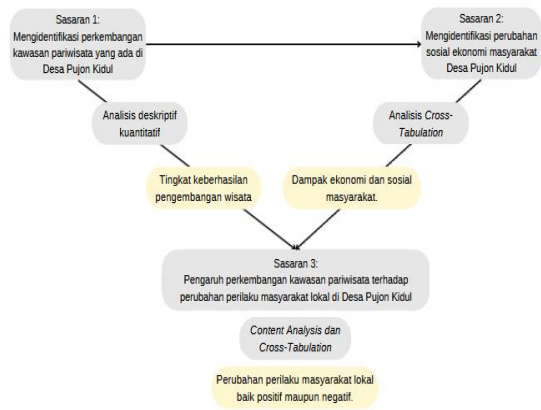 Sasaran 1:
Mengidentifikasi perkembangan
kawasan pariwisata yang ada di
Desa Pujon Kidul
Sasaran 2:
Mengidentifikasi perubahan
sosial ekonomi masyarakat
Desa Pujon Kidul
Analisis deskriptif
kuantitatif
Analisis Cross-
Tabulation
Tingkat keberhasilan
pengembangan wisata
Dampak ekonomi dan sosial
masyarakat.
Sasaran 3:
Pengaruh perkembangan kawasan pariwisata terhadap
perubahan perilaku masyarakat lokal di Desa Pujon Kidul
Content Analysis dan
Cross-Tabulation
Perubahan perilaku masyarakat lokal
baik positif maupun negatif.